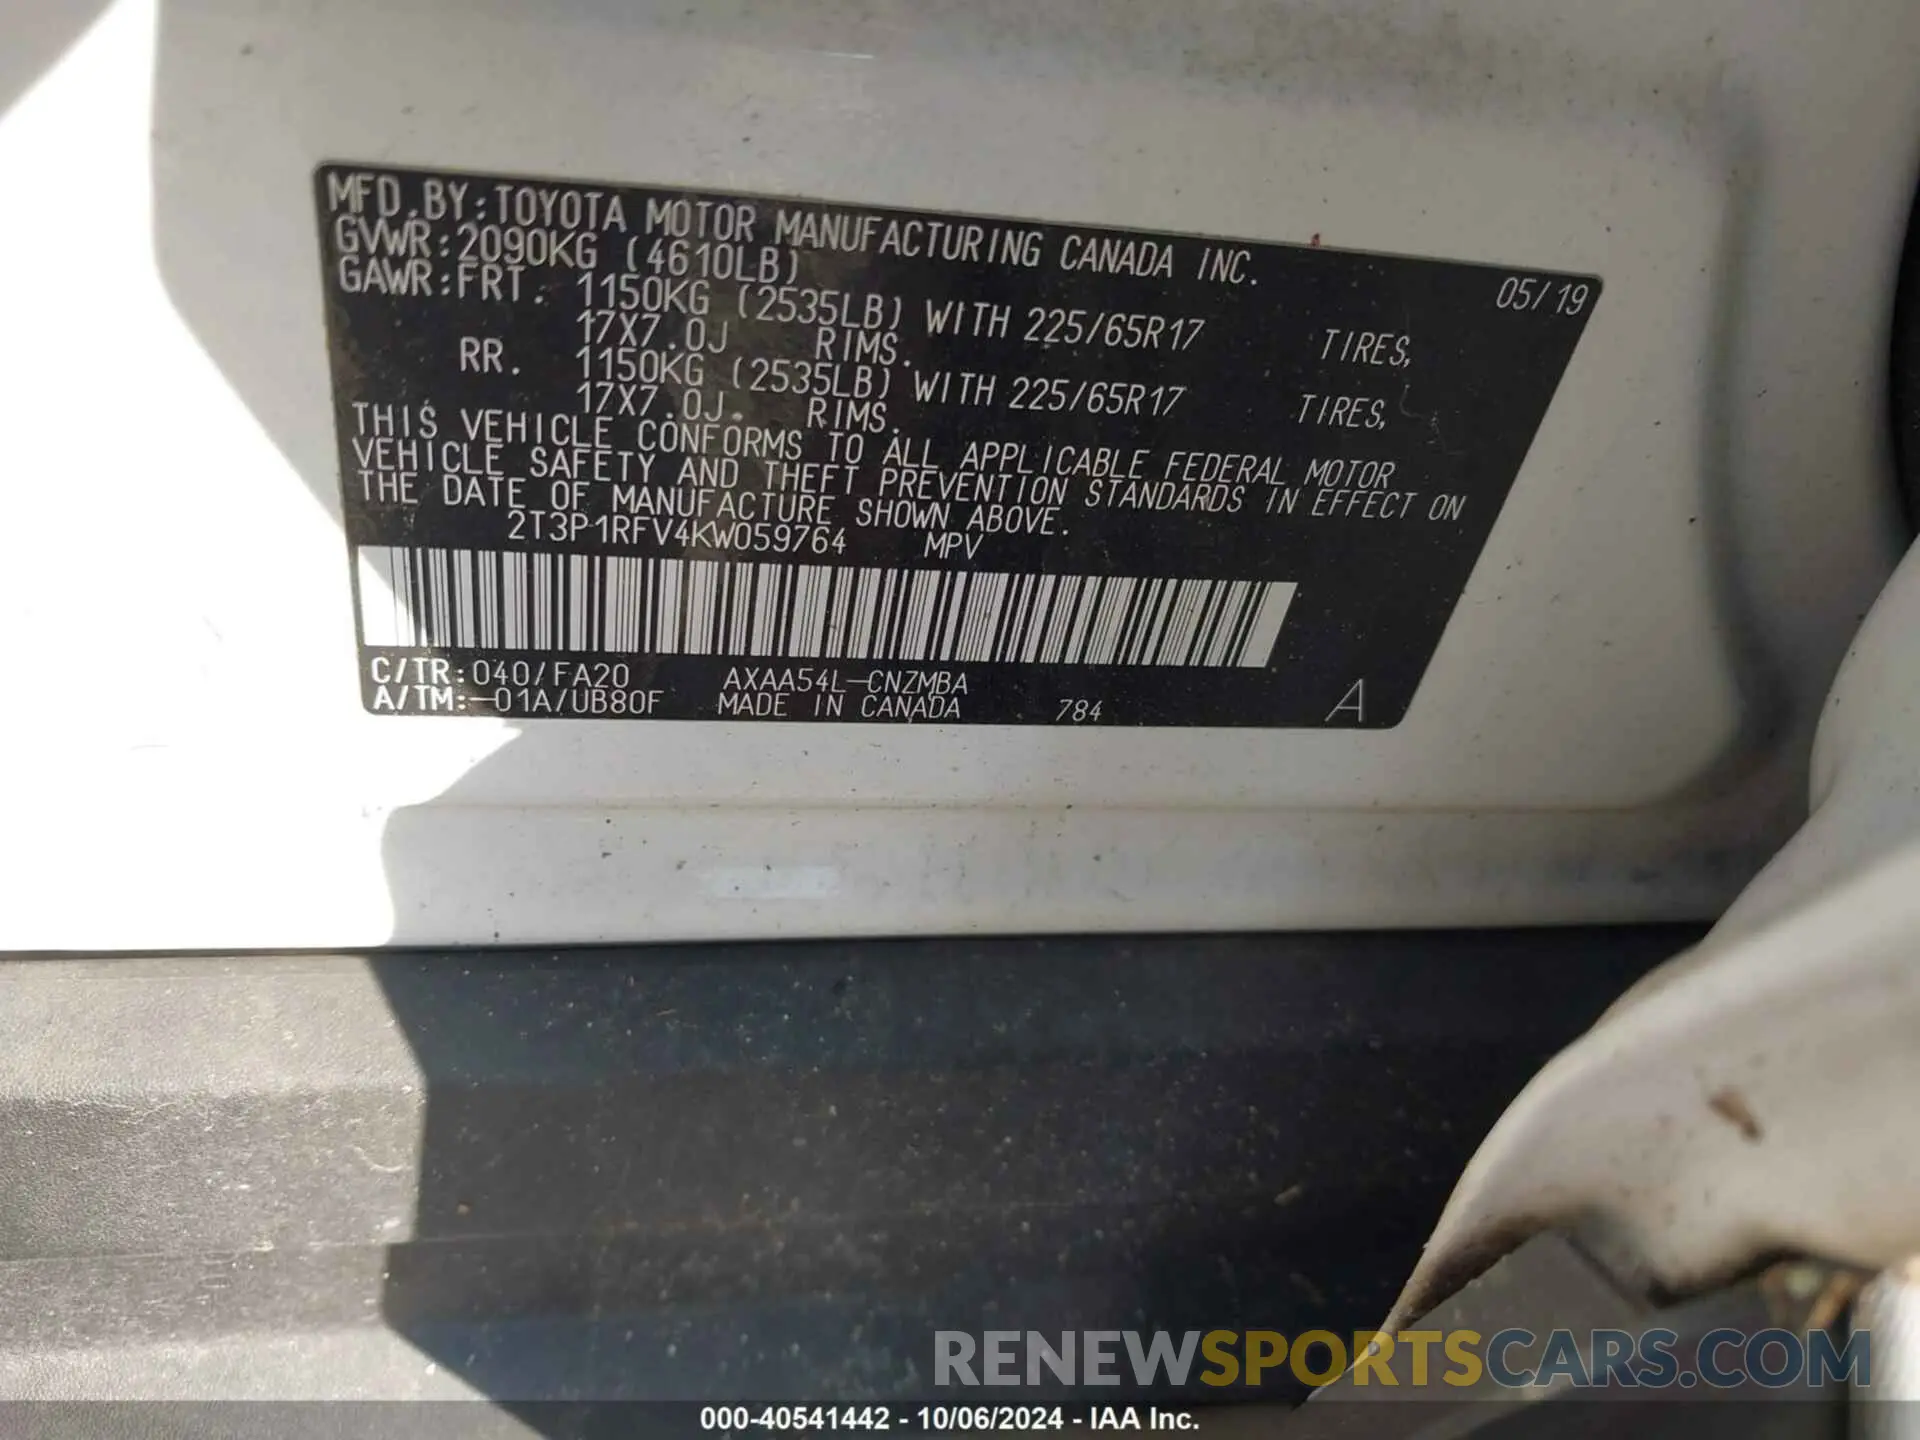 MFD.BY:TOYOTA MOTOR MANUFACTURING CANADA INC.
GVWR:2090KG (4610LB) 05/19
GAWR:FRT. 1150KG (2535LB) WITH 225/65R17 TIRES,
17X7.0J RIMS.
RR. 1150KG (2535LB) WITH 225/65R17 TIRES,
17X7.0J. RIMS.
THIS VEHICLE CONFORMS TO ALL APPLICABLE FEDERAL MOTOR
VEHICLE SAFETY AND THEFT PREVENTION STANDARDS IN EFFECT ON
THE DATE OF MANUFACTURE SHOWN ABOVE.
2T3P1RFV4KW059764 MPV
C/TR:040/FA20 AXAA54L-CNZMBA
A/TM:-01A/UB80F MADE IN CANADA 784 A
RENEWSPORTSCARS.COM
000-40541442 - 10/06/2024 - IAA Inc.